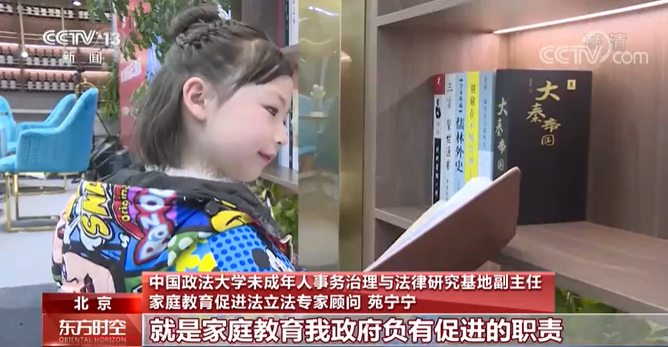 CCTV 13
新闻
高清
CCTV.com
大秦帝国
大秦帝国
儒林外史
中国政法大学未成年人事务治理与法律研究基地副主任
家庭教育促进法立法专家顾问 苑宁宁
北京
东方时空
ORIENTAL HORIZON
就是家庭教育我政府负有促进的职责